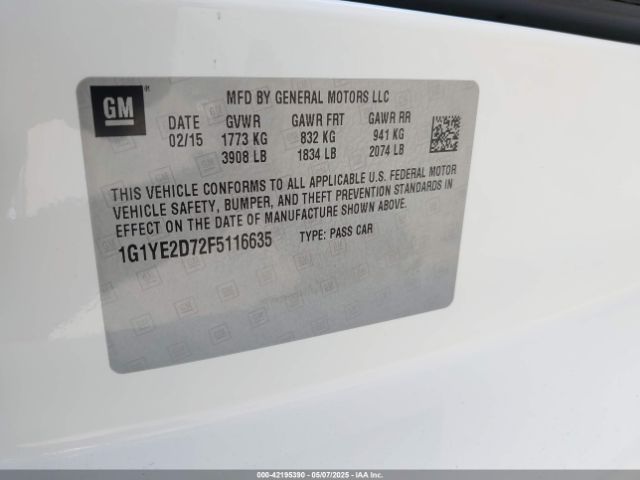 GM
MFD BY GENERAL MOTORS LLC
DATE GVWR GAWR FRT GAWR RR
02/15 1773 KG 832 KG 941 KG
3908 LB 1834 LB 2074 LB
THIS VEHICLE CONFORMS TO ALL APPLICABLE U.S. FEDERAL MOTOR
VEHICLE SAFETY, BUMPER, AND THEFT PREVENTION STANDARDS IN
EFFECT ON THE DATE OF MANUFACTURE SHOWN ABOVE.
1G1YE2D72F5116635 TYPE: PASS CAR
000-42195390 - 05/07/2025 - IAAI.CA